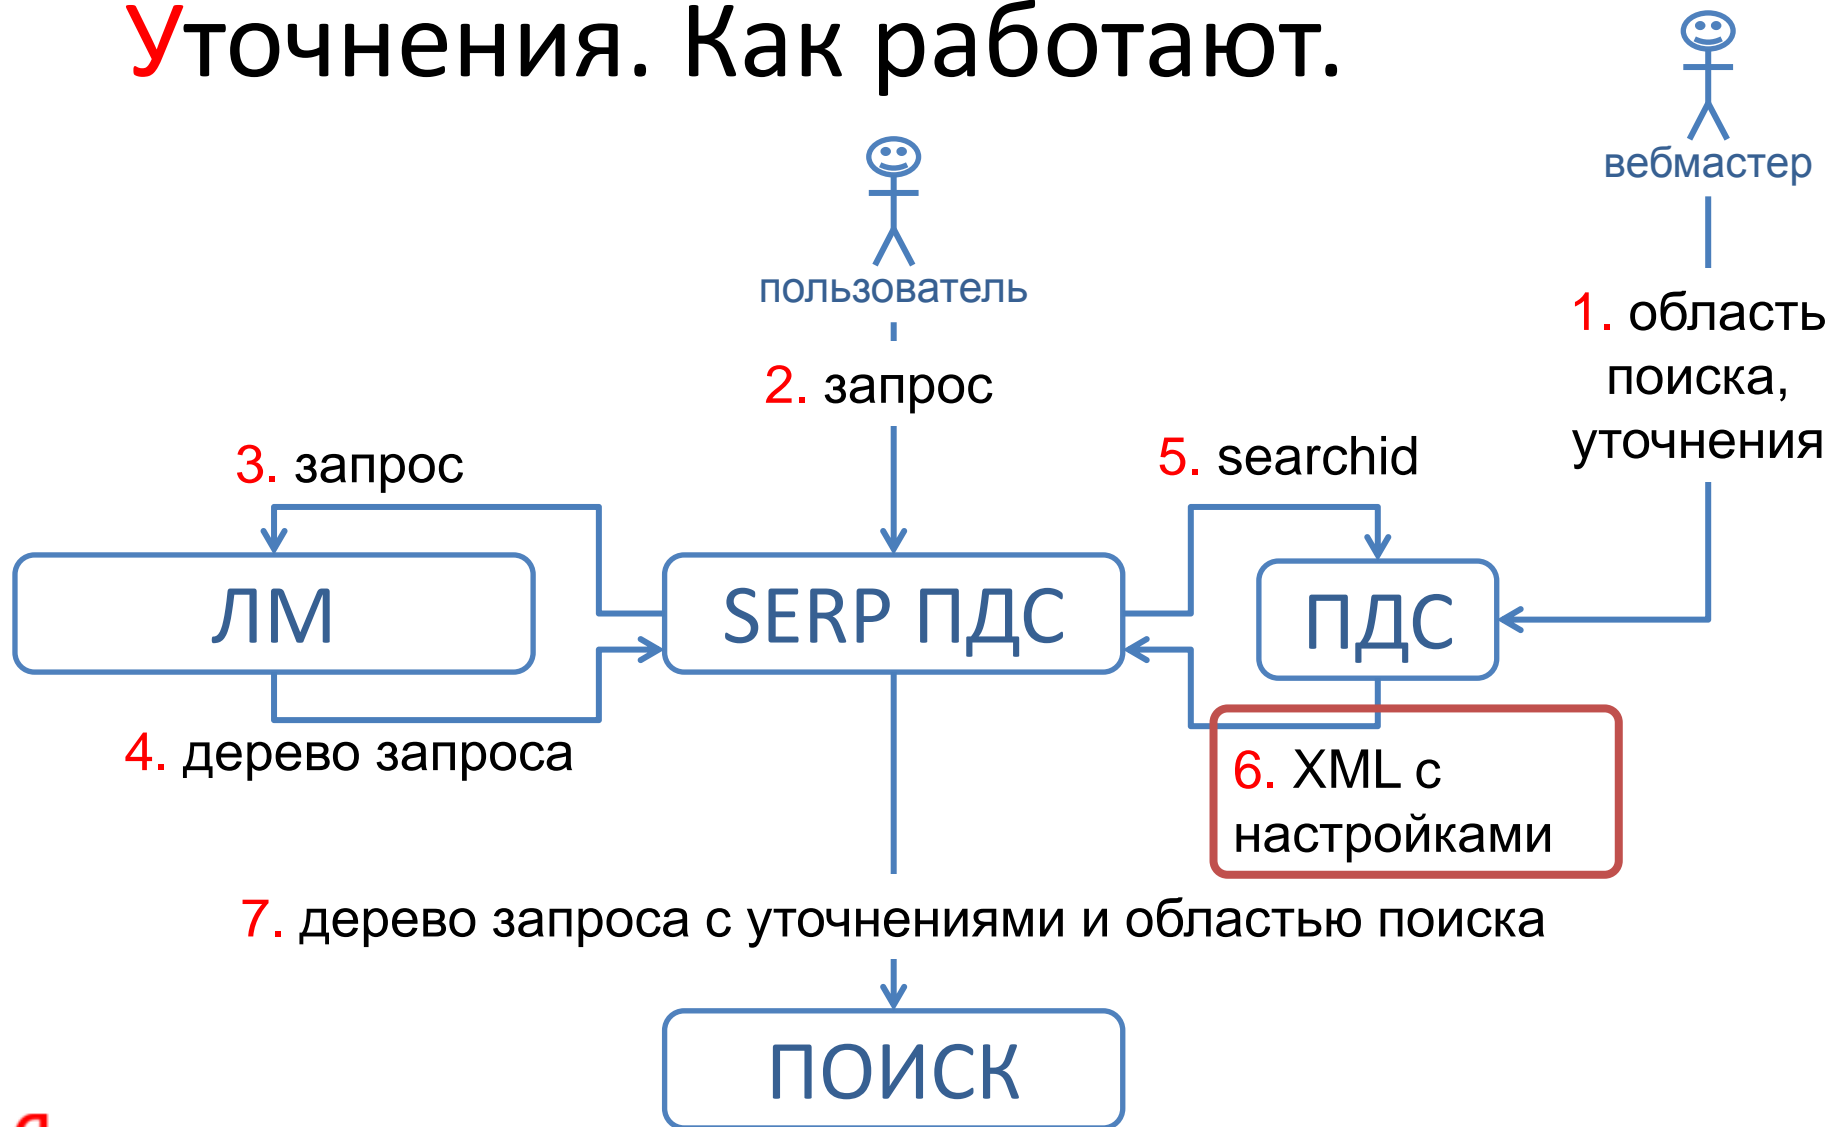 Уточнения. Как работают.
вебмастер
пользователь
1. область
поиска,
уточнения
2. запрос
3. запрос
5. searchid
ЛМ
SERP ПДС
ПДС
4. дерево запроса
6. XML с
настройками
7. дерево запроса с уточнениями и областью поиска
ПОИСК